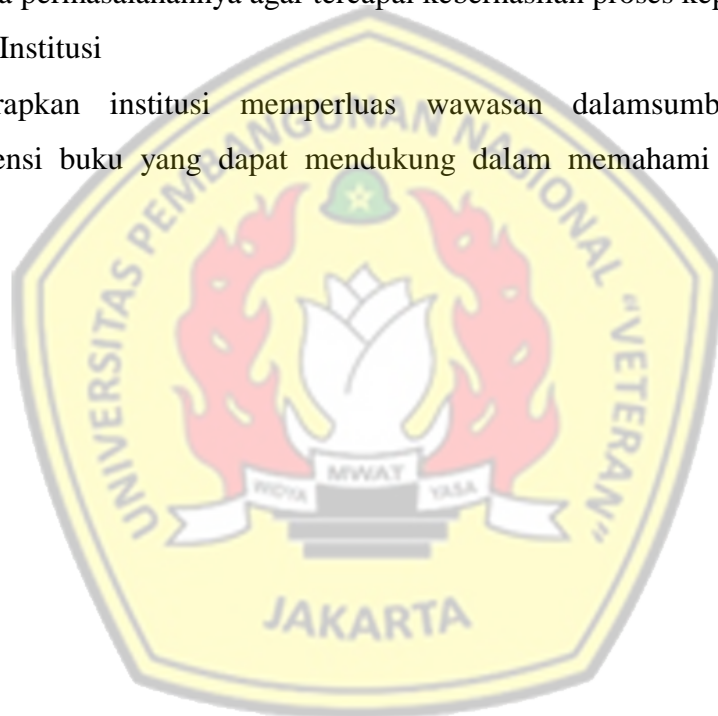 a permasalahannya agar tercapai keberhasilan proses kep
Institusi
rapkan institusi memperluas wawasan dalamsumb
ensi buku yang dapat mendukung dalam memahami
UNIVERSITAS PEMBANGUNAN NASIONAL "VETERAN"
WIDYA MWAT YASA
JAKARTA